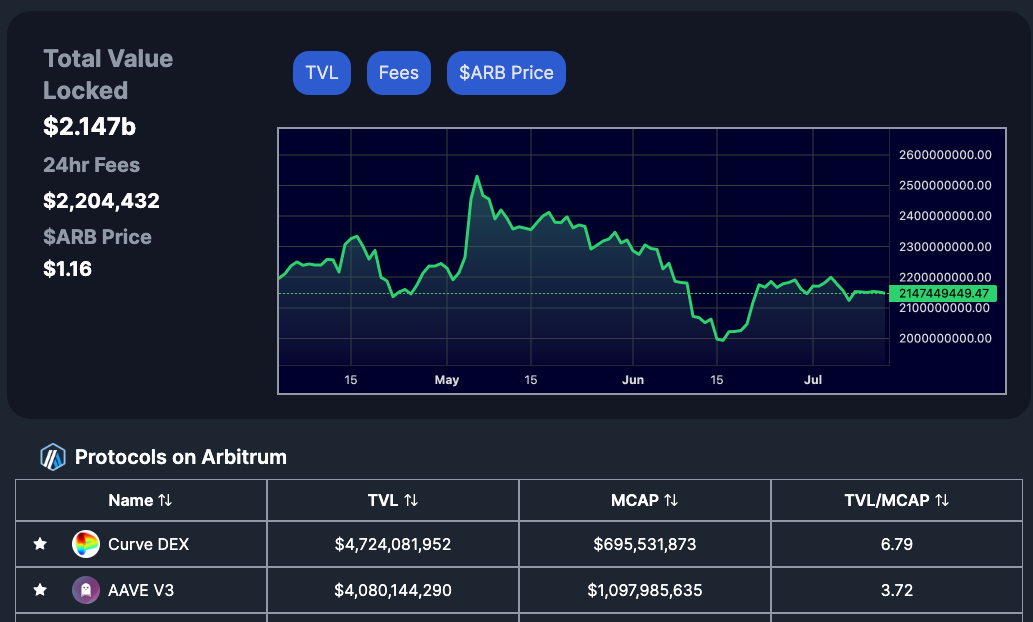 Total Value
Locked
$2.147b
24hr Fees
$2,204,432
$ARB Price
$1.16
TVL Fees $ARB Price
2600000000.00
2500000000.00
2400000000.00
2300000000.00
2200000000.00
2147449449.47
2100000000.00
2000000000.00
15 May 15 Jun 15 Jul
Protocols on Arbitrum
Name ↑↓ TVL ↑↓ MCAP ↑↓ TVL/MCAP ↑↓
Curve DEX $4,724,081,952 $695,531,873 6.79
AAVE V3 $4,080,144,290 $1,097,985,635 3.72